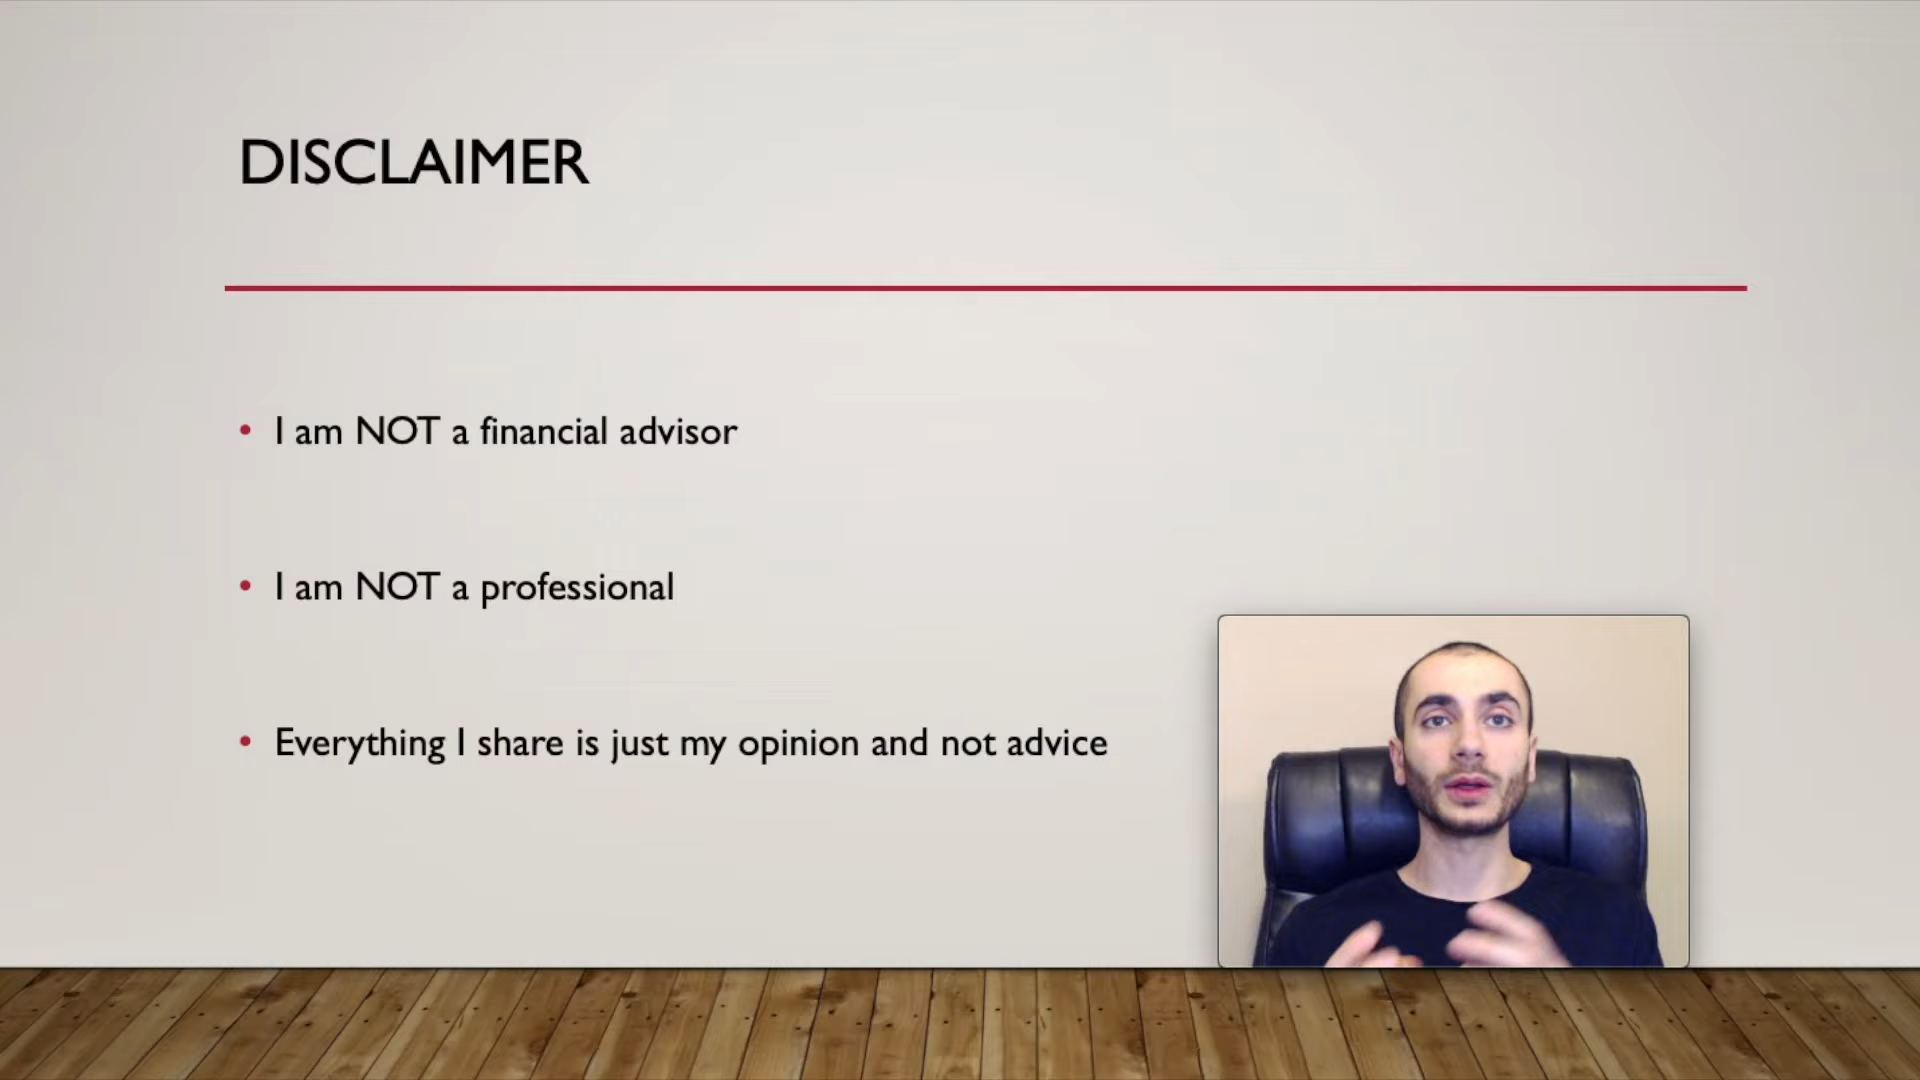 DISCLAIMER
• I am NOT a financial advisor
• I am NOT a professional
• Everything I share is just my opinion and not advice